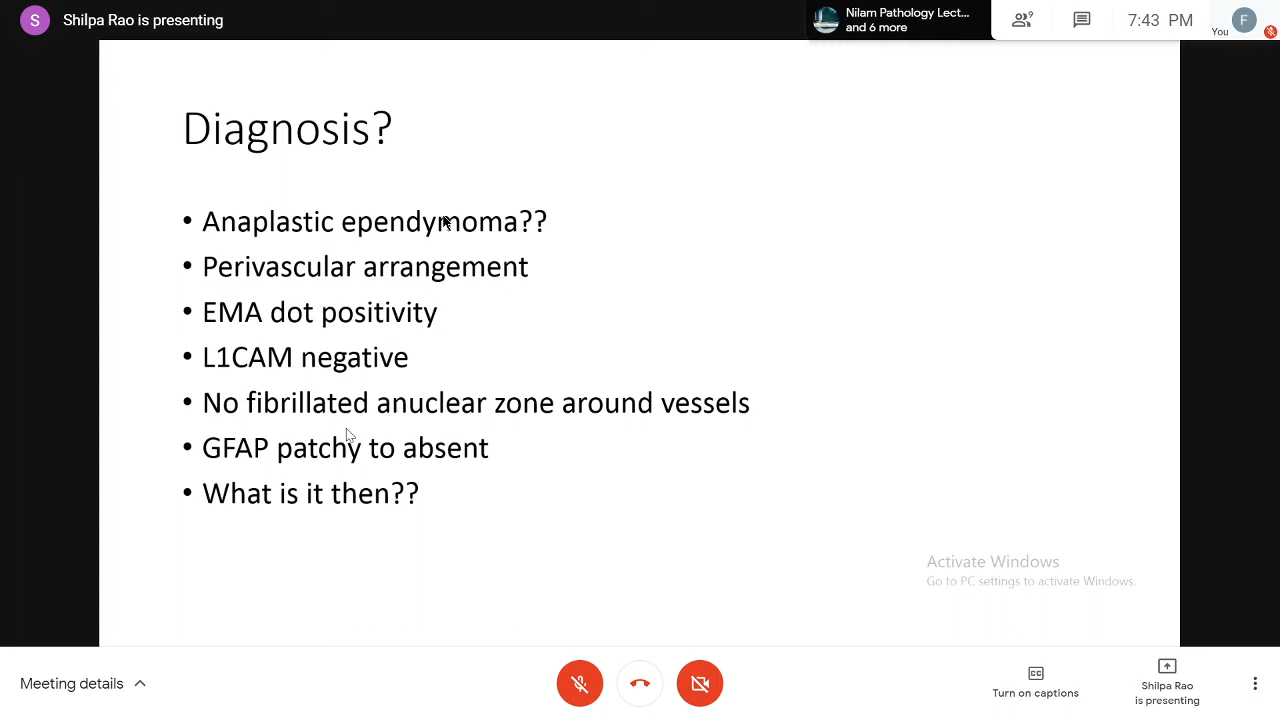 S
Shilpa Rao is presenting
Nilam Pathology Lect...
and 6 more
9
7:43 PM
You
F
Diagnosis?
• Anaplastic ependymoma??
• Perivascular arrangement
• EMA dot positivity
• L1CAM negative
• No fibrillated anuclear zone around vessels
• GFAP patchy to absent
• What is it then??
Activate Windows
Go to PC settings to activate Windows.
Meeting details
CC
Turn on captions
Shilpa Rao
is presenting